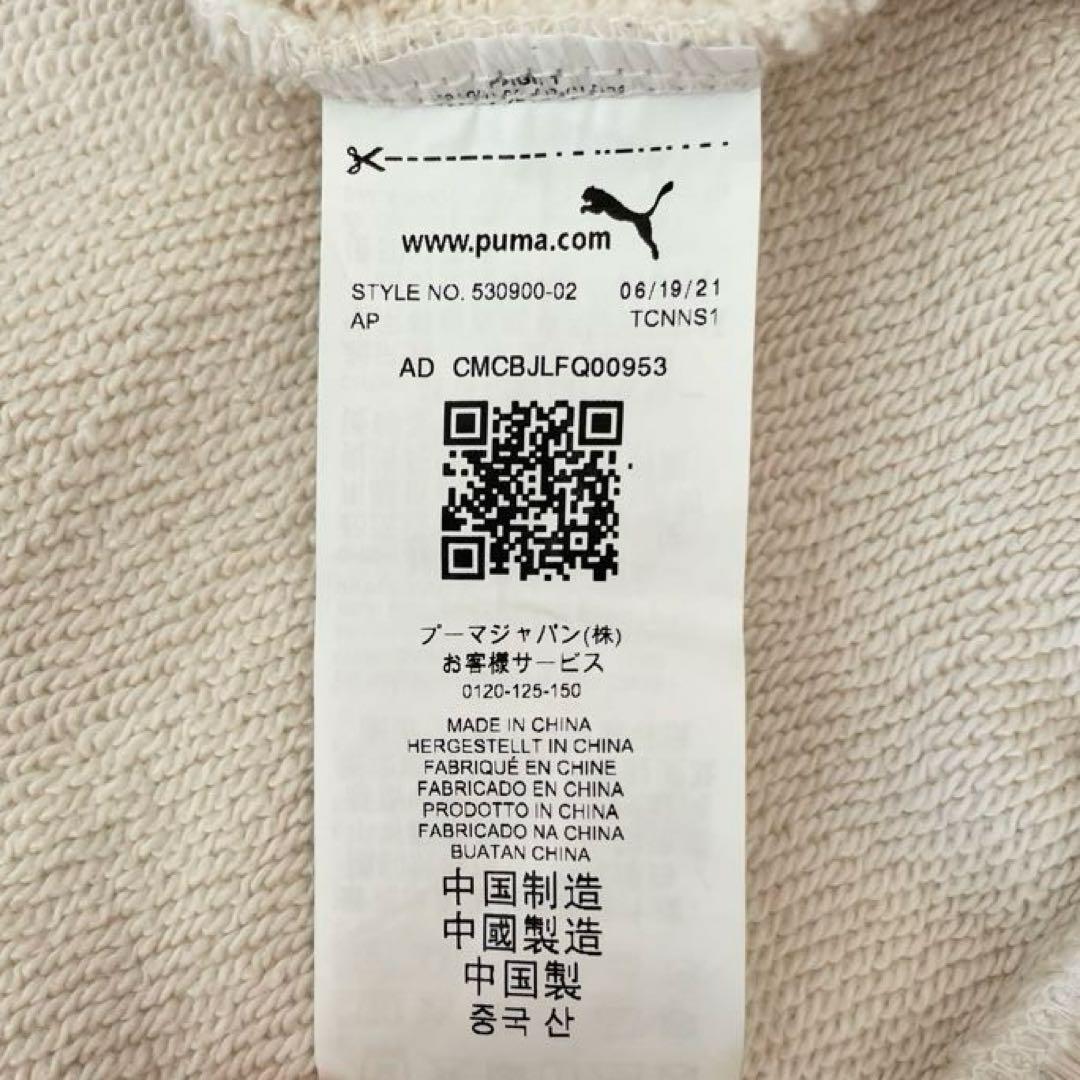 www.puma.com
STYLE NO. 530900-02 06/19/21
AP TCNNS1
AD CMCBJLFQ00953
プーマジャパン(株)
お客様サービス
0120-125-150
MADE IN CHINA
HERGESTELLT IN CHINA
FABRIQUÉ EN CHINE
FABRICADO EN CHINA
PRODOTTO IN CHINA
FABRICADO NA CHINA
BUATAN CHINA
中国制造
中國製造
中国製
중국 산